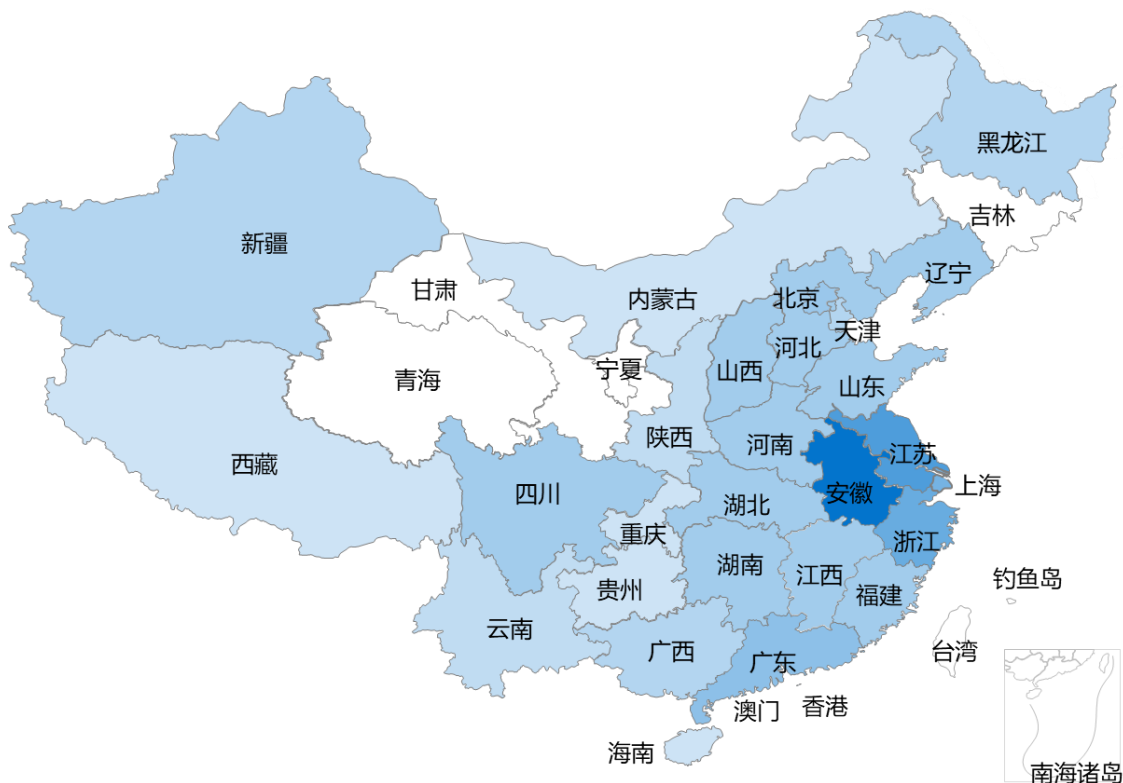 黑龙江
吉林
新疆
辽宁
甘肃
内蒙古
北京
天津
河北
宁夏
山西
青海
山东
陕西
河南
江苏
西藏
四川
安徽
上海
湖北
重庆
浙江
湖南
江西
钓鱼岛
贵州
福建
云南
广西
台湾
广东
澳门
香港
海南
南海诸岛